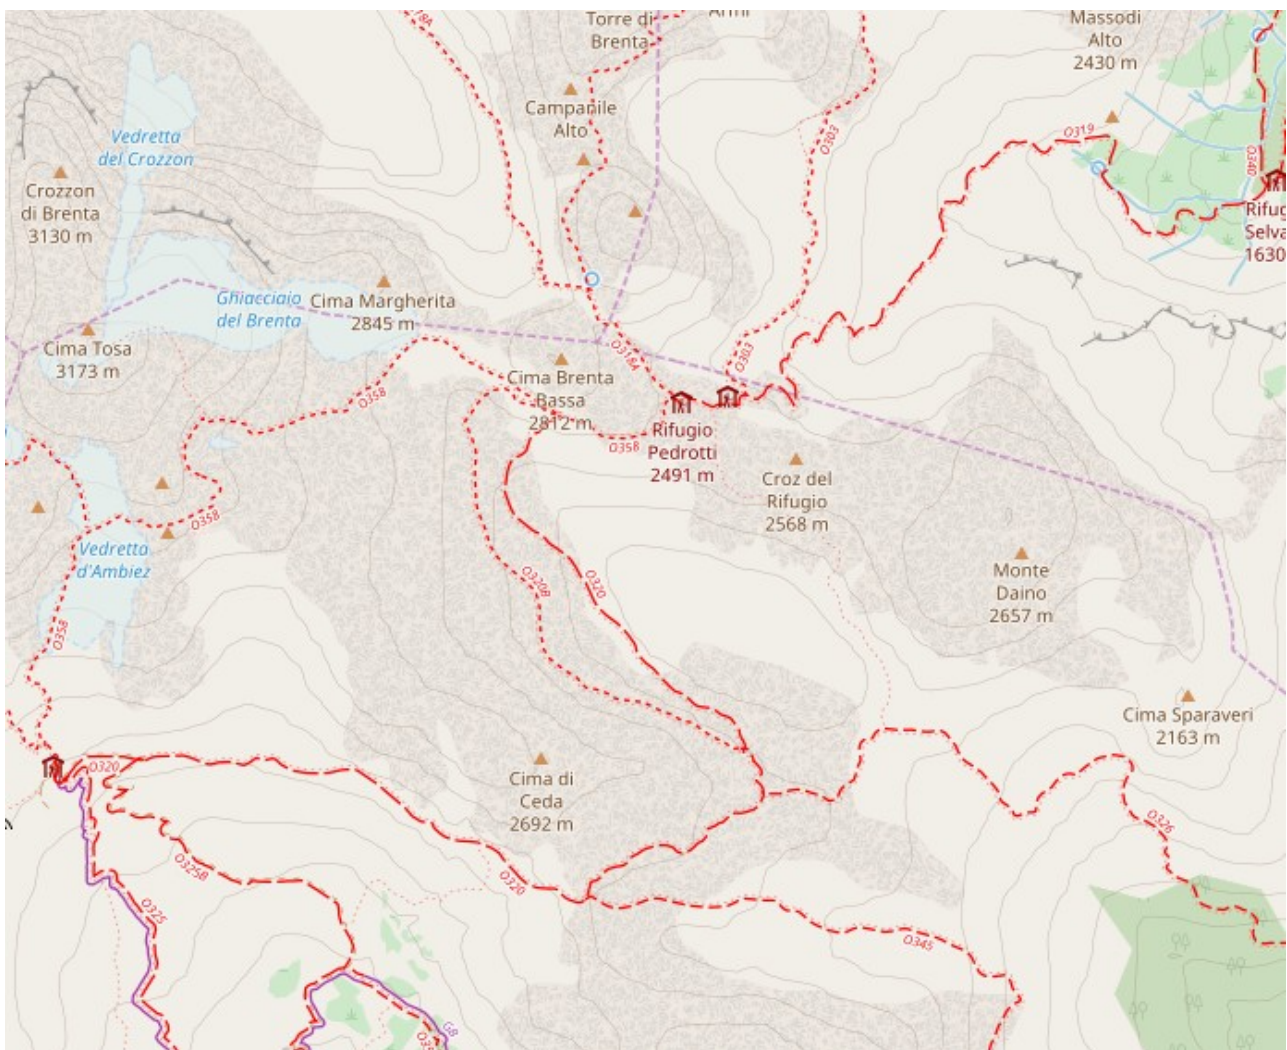 Torre di
Brenta
Massodi
Alto
2430 m
Campanile
Alto
Vedretta
del Crozzon
O303
O319
O340
Crozzon
di Brenta
3130 m
Ghiacciaio
del Brenta
Cima Margherita
2845 m
Cima Tosa
3173 m
O318A
O303
O358
Cima Brenta
Bassa
2812 m
O358
Rifugio
Pedrotti
2491 m
Croz del
Rifugio
2568 m
O358
Vedretta
d'Ambiez
O320B
O320
Monte
Daino
2657 m
O358
Cima Sparaveri
2163 m
O320
Cima di
Ceda
2692 m
O326
O325B
O320
O325
O345
G8